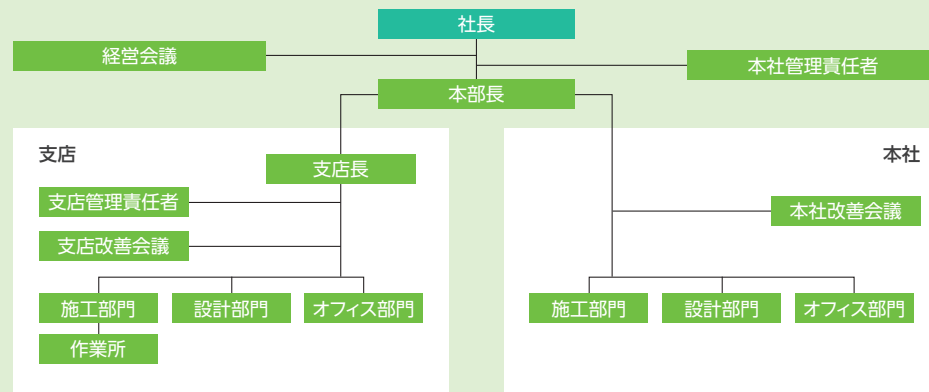 社長
経営会議
本社管理責任者
本部長
支店
支店長
支店管理責任者
支店改善会議
施工部門
設計部門
オフィス部門
作業所
本社
本社改善会議
施工部門
設計部門
オフィス部門